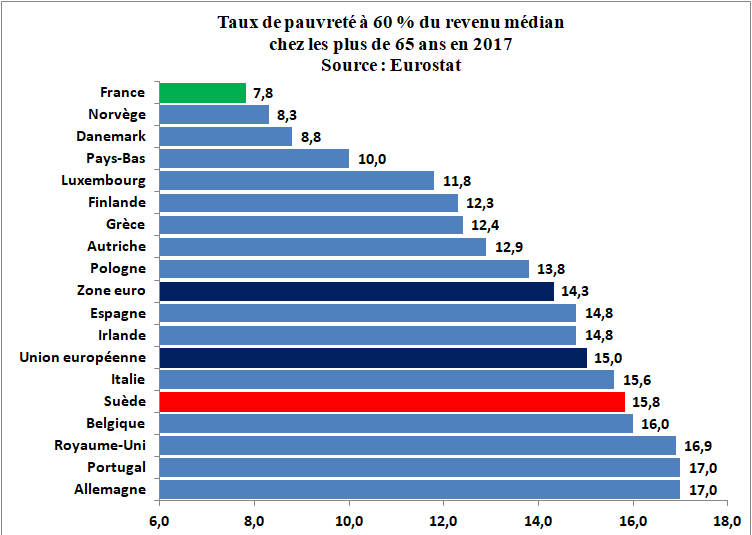 Taux de pauvreté à 60 % du revenu médian
chez les plus de 65 ans en 2017
Source : Eurostat
France 7,8
Norvège 8,3
Danemark 8,8
Pays-Bas 10,0
Luxembourg 11,8
Finlande 12,3
Grèce 12,4
Autriche 12,9
Pologne 13,8
Zone euro 14,3
Espagne 14,8
Irlande 14,8
Union européenne 15,0
Italie 15,6
Suède 15,8
Belgique 16,0
Royaume-Uni 16,9
Portugal 17,0
Allemagne 17,0
6,0 8,0 10,0 12,0 14,0 16,0 18,0